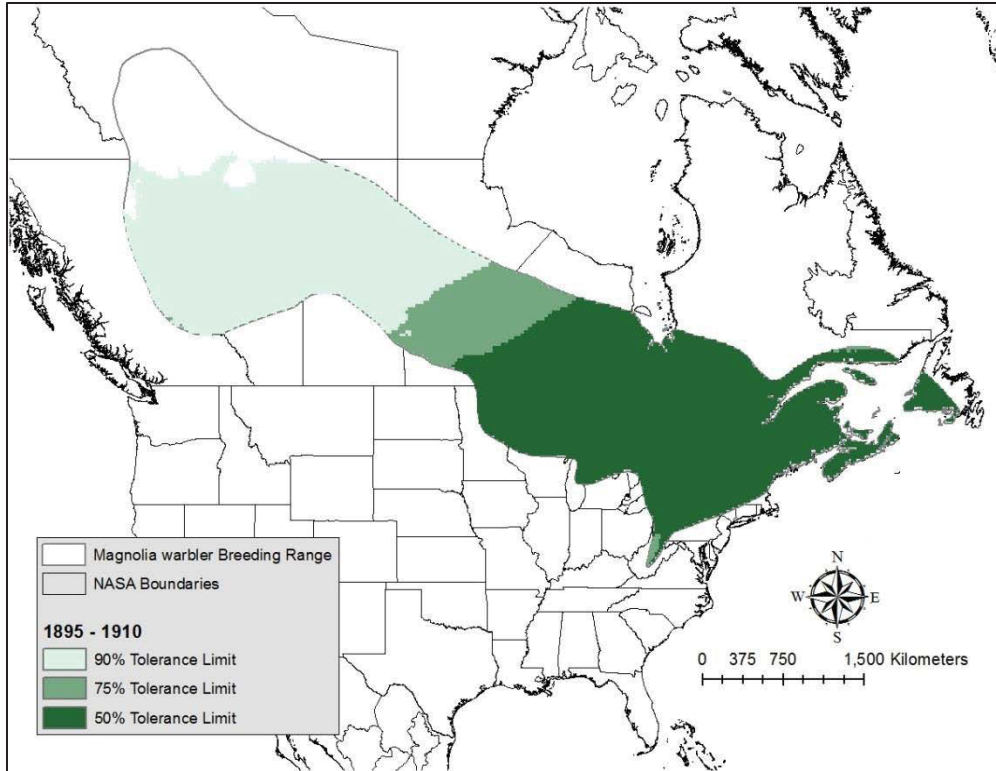 Magnolia warbler Breeding Range
NASA Boundaries
1895 - 1910
90% Tolerance Limit
75% Tolerance Limit
50% Tolerance Limit
N
W E
S
0 375 750 1,500 Kilometers